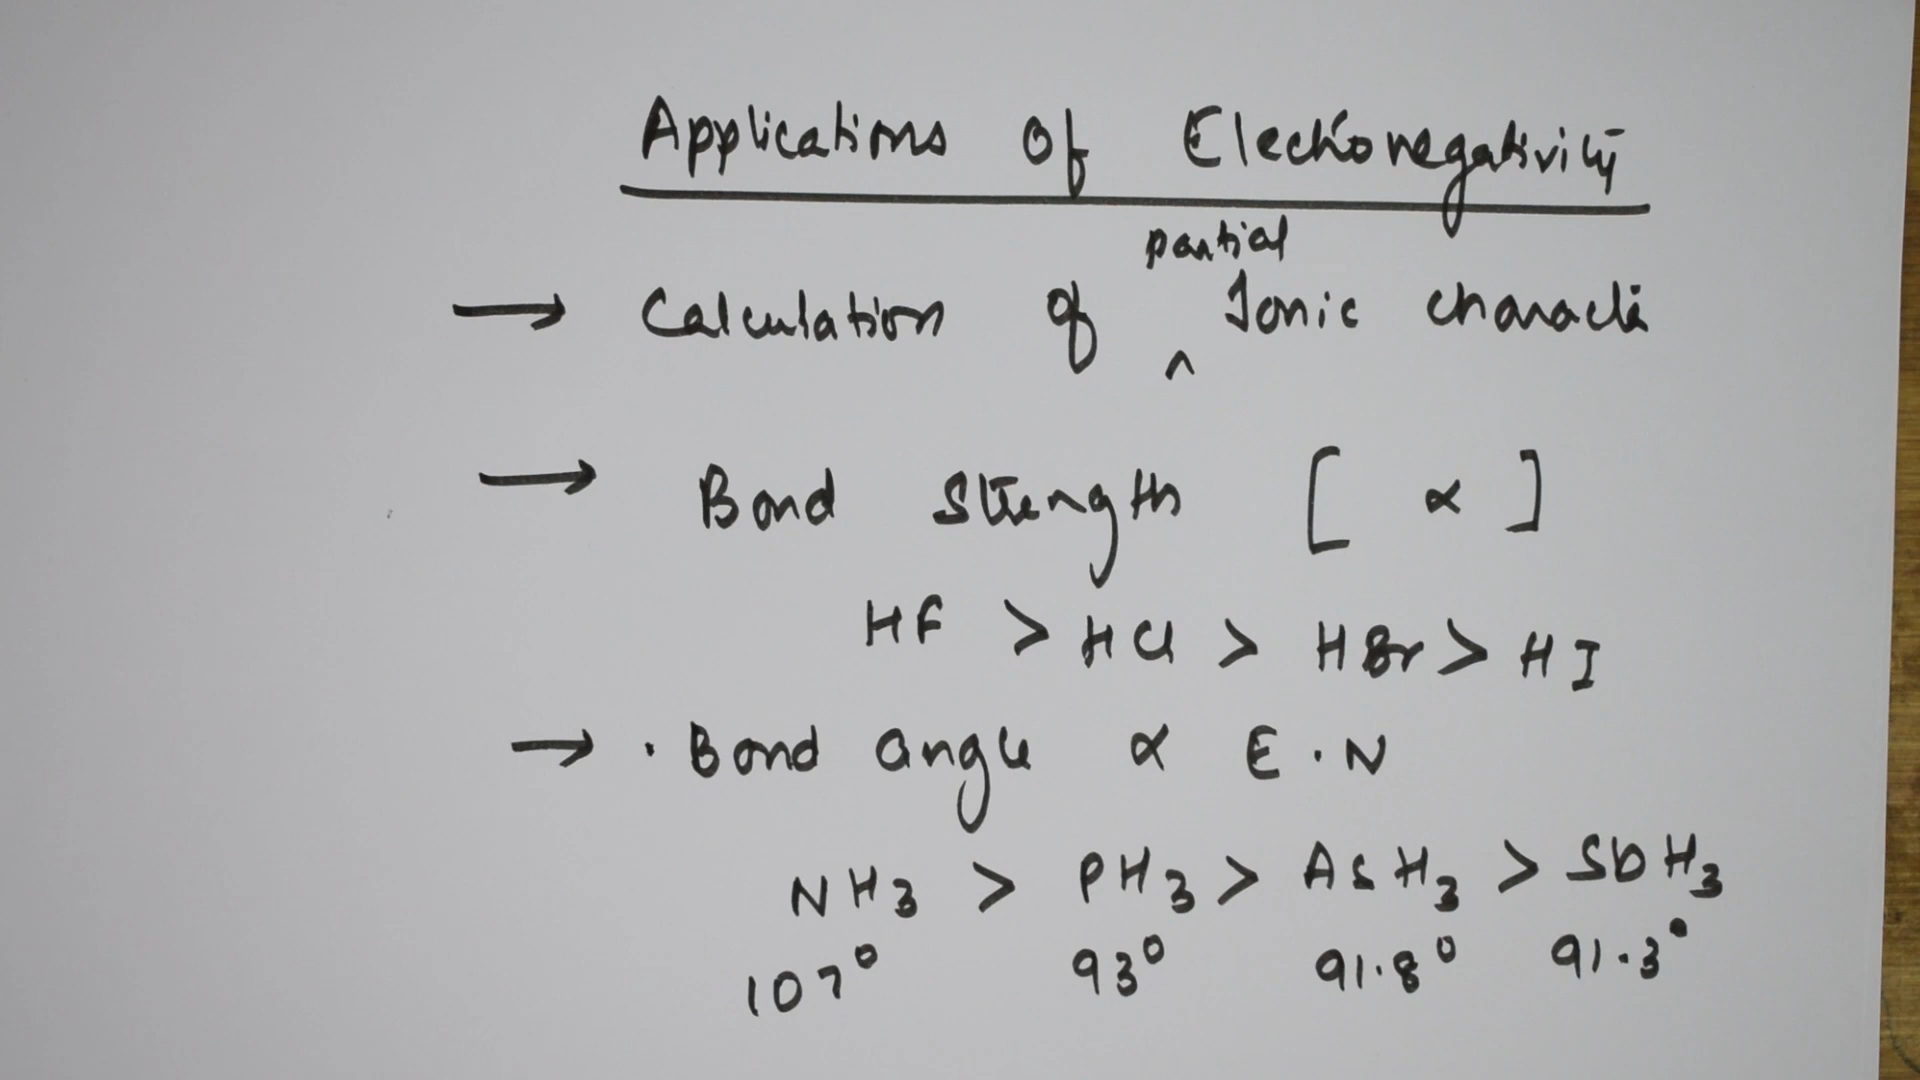 Applications of Electronegativity
partial
→ Calculation of ^ Ionic character
→ Bond Strength [ ∝ ]
HF > HCl > HBr > HI
→ . Bond angle ∝ E.N
NH₃ > PH₃ > AsH₃ > SbH₃
107° 93° 91.8° 91.3°